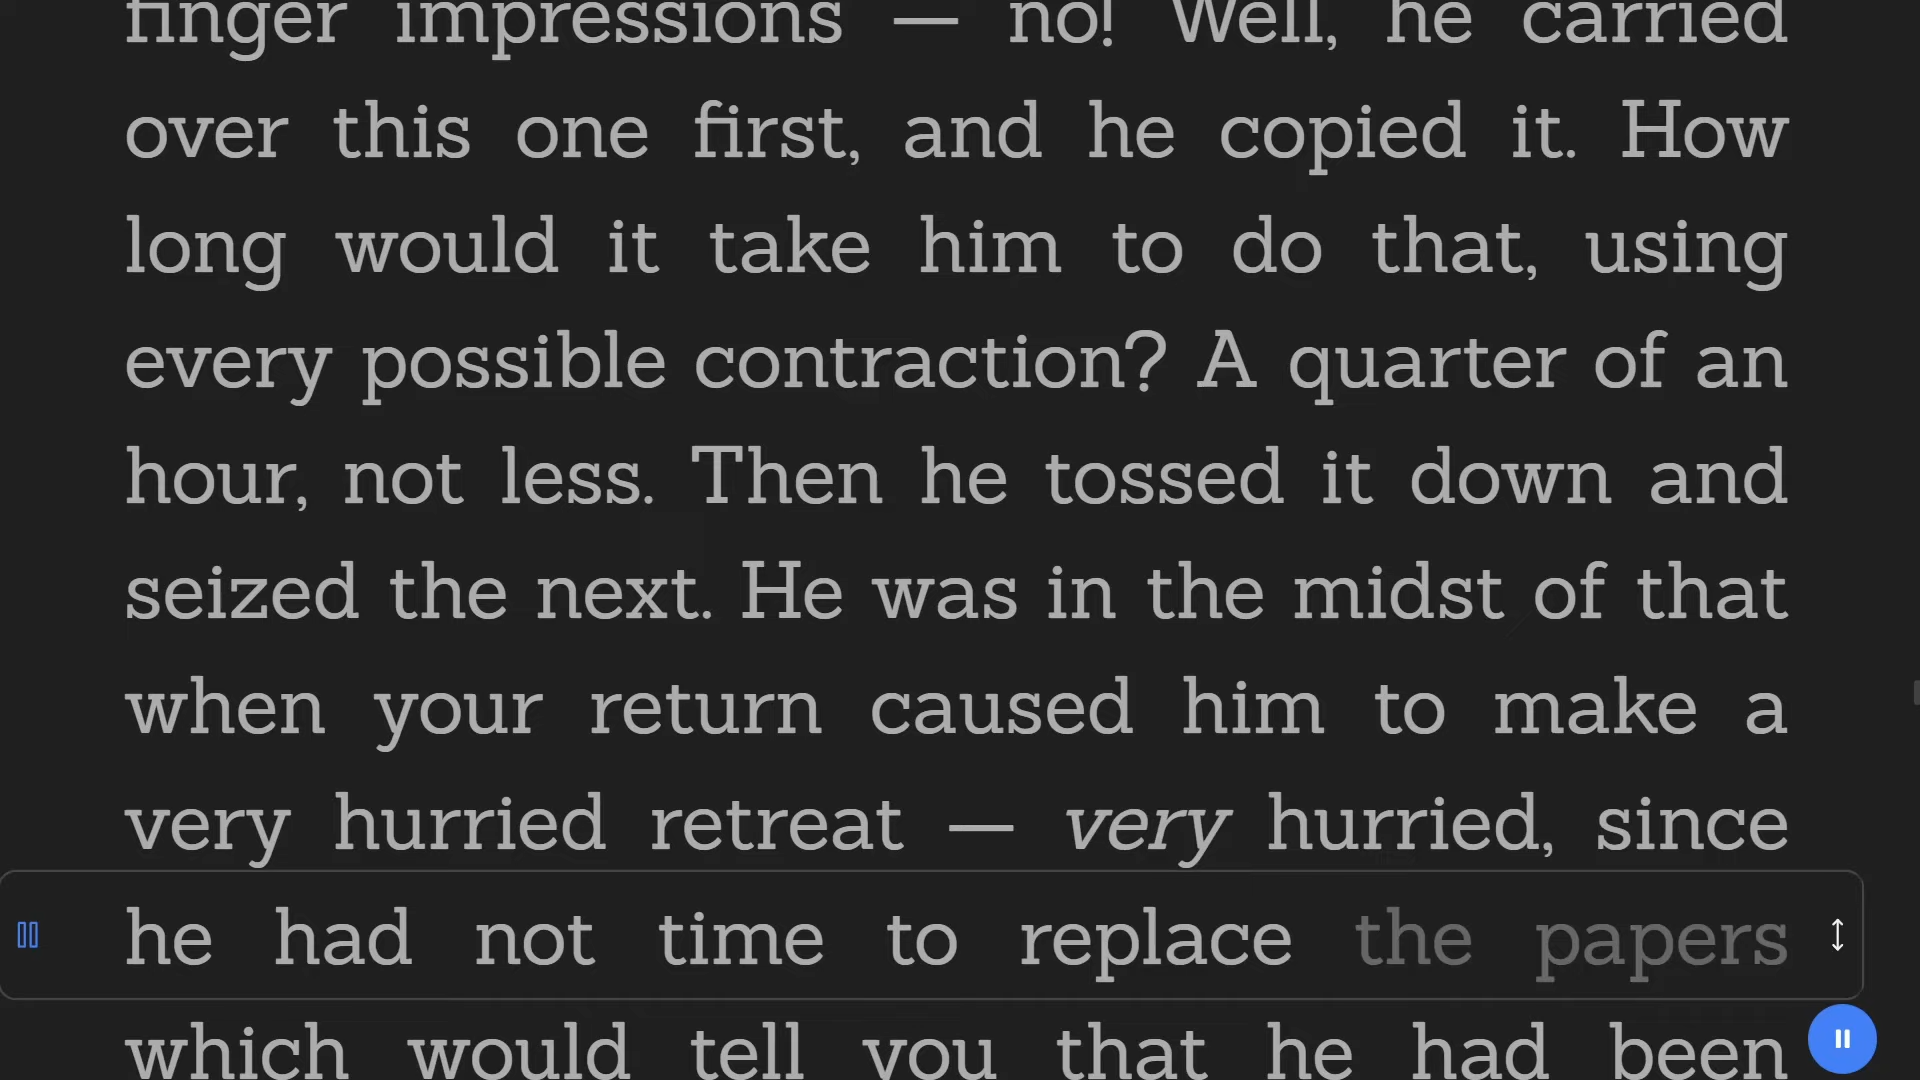 finger impressions — no! Well, he carried
over this one first, and he copied it. How
long would it take him to do that, using
every possible contraction? A quarter of an
hour, not less. Then he tossed it down and
seized the next. He was in the midst of that
when your return caused him to make a
very hurried retreat — very hurried, since
he had not time to replace the papers
which would tell you that he had been